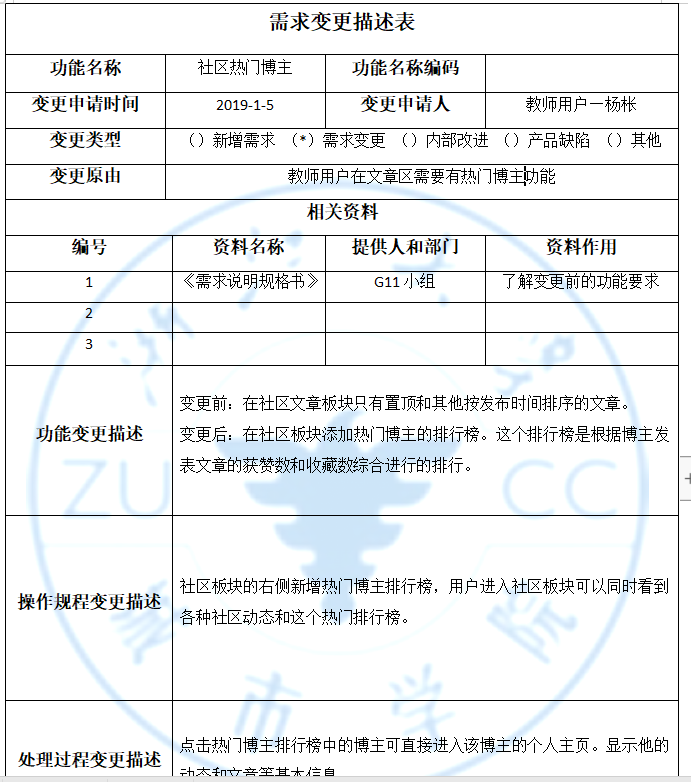 需求变更描述表
功能名称 社区热门博主 功能名称编码
变更申请时间 2019-1-5 变更申请人 教师用户—杨枨
变更类型 （）新增需求 （*）需求变更 （）内部改进 （）产品缺陷 （）其他
变更原由 教师用户在文章区需要有热门博主功能
相关资料
编号 资料名称 提供人和部门 资料作用
1 《需求说明规格书》 G11小组 了解变更前的功能要求
2
3
功能变更描述
变更前：在社区文章板块只有置顶和其他按发布时间排序的文章。
变更后：在社区板块添加热门博主的排行榜。这个排行榜是根据博主发
表文章的获赞数和收藏数综合进行的排行。
操作规程变更描述
社区板块的右侧新增热门博主排行榜，用户进入社区板块可以同时看到
各种社区动态和这个热门排行榜。
处理过程变更描述
点击热门博主排行榜中的博主可直接进入该博主的个人主页。显示他的
动态和文章等基本信息
ZU CC
市 学 院